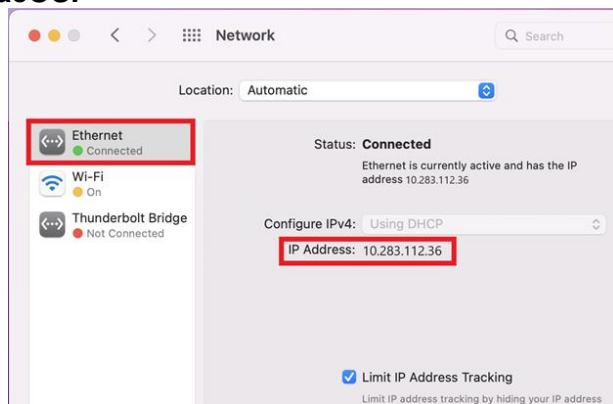 Network
Search
Location: Automatic
Ethernet
Connected
Wi-Fi
On
Thunderbolt Bridge
Not Connected
Status: Connected
Ethernet is currently active and has the IP
address 10.283.112.36
Configure IPv4: Using DHCP
IP Address: 10.283.112.36
Limit IP Address Tracking
Limit IP address tracking by hiding your IP address